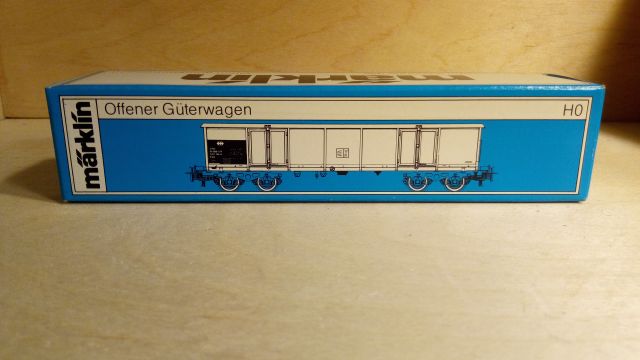 märklin
märklin
Offener Güterwagen
H0